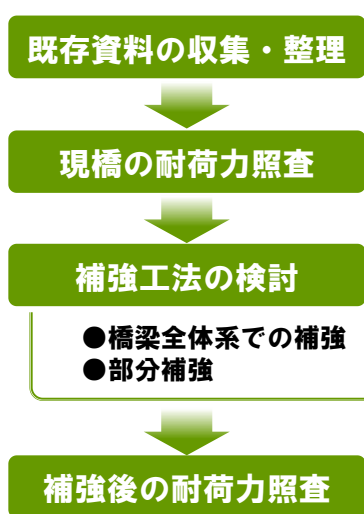 既存資料の収集・整理
現橋の耐荷力照査
補強工法の検討
●橋梁全体系での補強
●部分補強
補強後の耐荷力照査